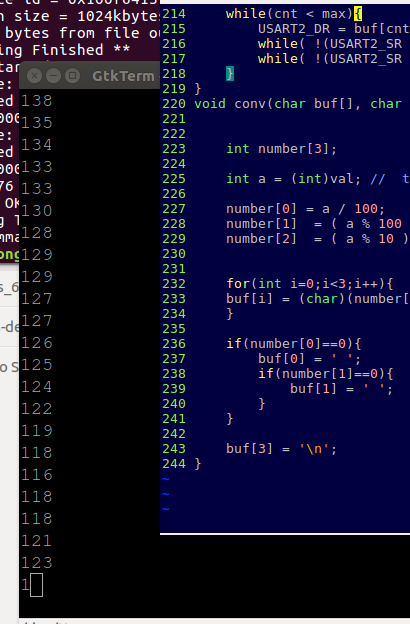 n size = 1024kbyte
bytes from file ou
ing Finished **
GtkTerm
138
135
134
133
133
130
128
129
129
127
127
126
125
124
122
119
118
116
118
118
121
123
1
214 while(cnt < max){
215 USART2_DR = buf[cnt
216 while( !(USART2_SR
217 while( !(USART2_SR
218 }
219 }
220 void conv(char buf[], char
221
222
223 int number[3];
224
225 int a = (int)val; // t
226
227 number[0] = a / 100;
228 number[1] = ( a % 100
229 number[2] = ( a % 10 )
230
231
232 for(int i=0;i<3;i++){
233 buf[i] = (char)(number[
234 }
235
236 if(number[0]==0){
237 buf[0] = ' ';
238 if(number[1]==0){
239 buf[1] = ' ';
240 }
241 }
242
243 buf[3] = '\n';
244 }
~
~
~